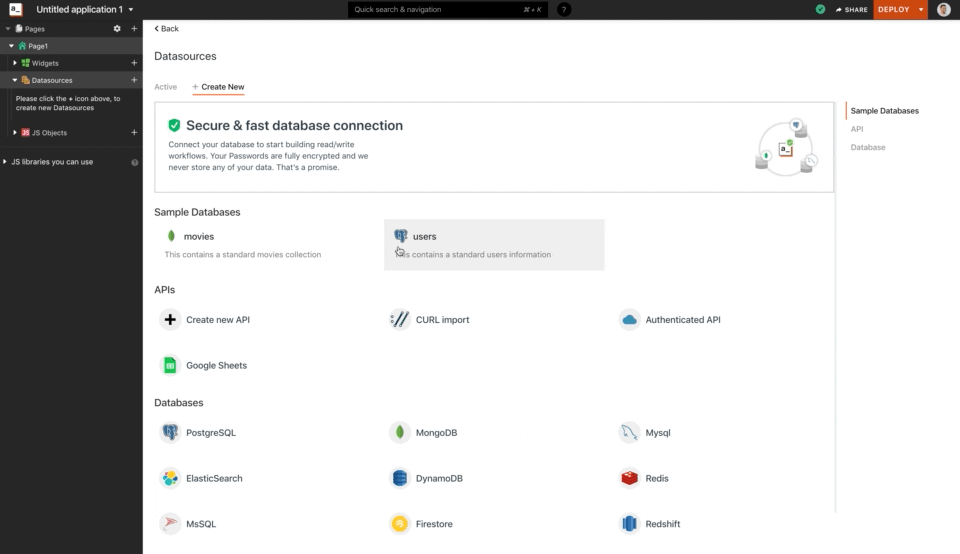 a_ Untitled application 1 Quick search & navigation ⌘ + K ? SHARE DEPLOY
Pages +
Page1
Widgets +
Datasources +
Please click the + icon above, to
create new Datasources
JS JS Objects +
JS libraries you can use
< Back
Datasources
Active + Create New
Secure & fast database connection
Connect your database to start building read/write
workflows. Your Passwords are fully encrypted and we
never store any of your data. That's a promise.
a_
Sample Databases
API
Database
Sample Databases
movies
This contains a standard movies collection
users
This contains a standard users information
APIs
Create new API
CURL import
Authenticated API
Google Sheets
Databases
PostgreSQL
MongoDB
Mysql
ElasticSearch
DynamoDB
Redis
MsSQL
Firestore
Redshift